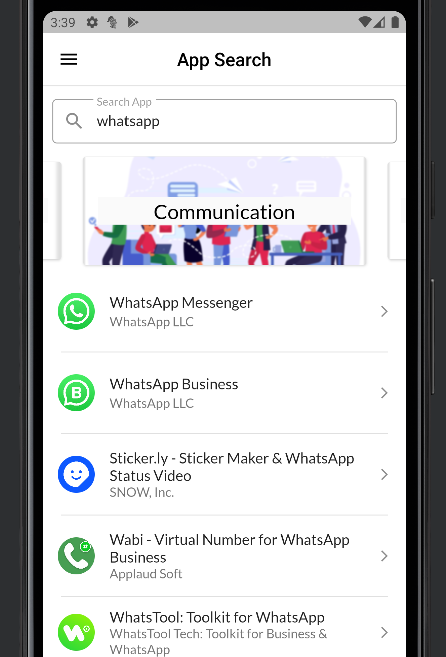 3:39
App Search
Search App
whatsapp
Communication
WhatsApp Messenger
WhatsApp LLC
WhatsApp Business
WhatsApp LLC
Sticker.ly - Sticker Maker & WhatsApp
Status Video
SNOW, Inc.
Wabi - Virtual Number for WhatsApp
Business
Applaud Soft
WhatsTool: Toolkit for WhatsApp
WhatsTool Tech: Toolkit for Business &
WhatsApp